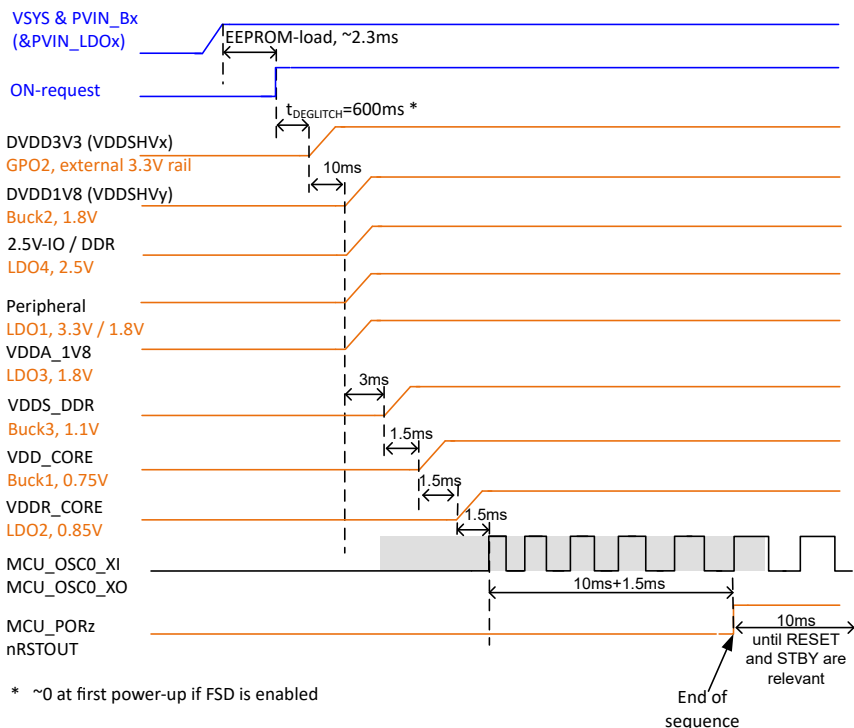 VSYS & PVIN_Bx
(&PVIN_LDOx)
EEPROM-load, ~2.3ms
ON-request
tDEGLITCH=600ms *
DVDD3V3 (VDDSHVx)
GPO2, external 3.3V rail
10ms
DVDD1V8 (VDDSHVy)
Buck2, 1.8V
2.5V-IO / DDR
LDO4, 2.5V
Peripheral
LDO1, 3.3V / 1.8V
VDDA_1V8
LDO3, 1.8V
3ms
VDDS_DDR
Buck3, 1.1V
1.5ms
VDD_CORE
Buck1, 0.75V
1.5ms
VDDR_CORE
LDO2, 0.85V
1.5ms
MCU_OSC0_XI
MCU_OSC0_XO
10ms+1.5ms
MCU_PORz
nRSTOUT
10ms
until RESET
and STBY are
relevant
* ~0 at first power-up if FSD is enabled
End of
sequence